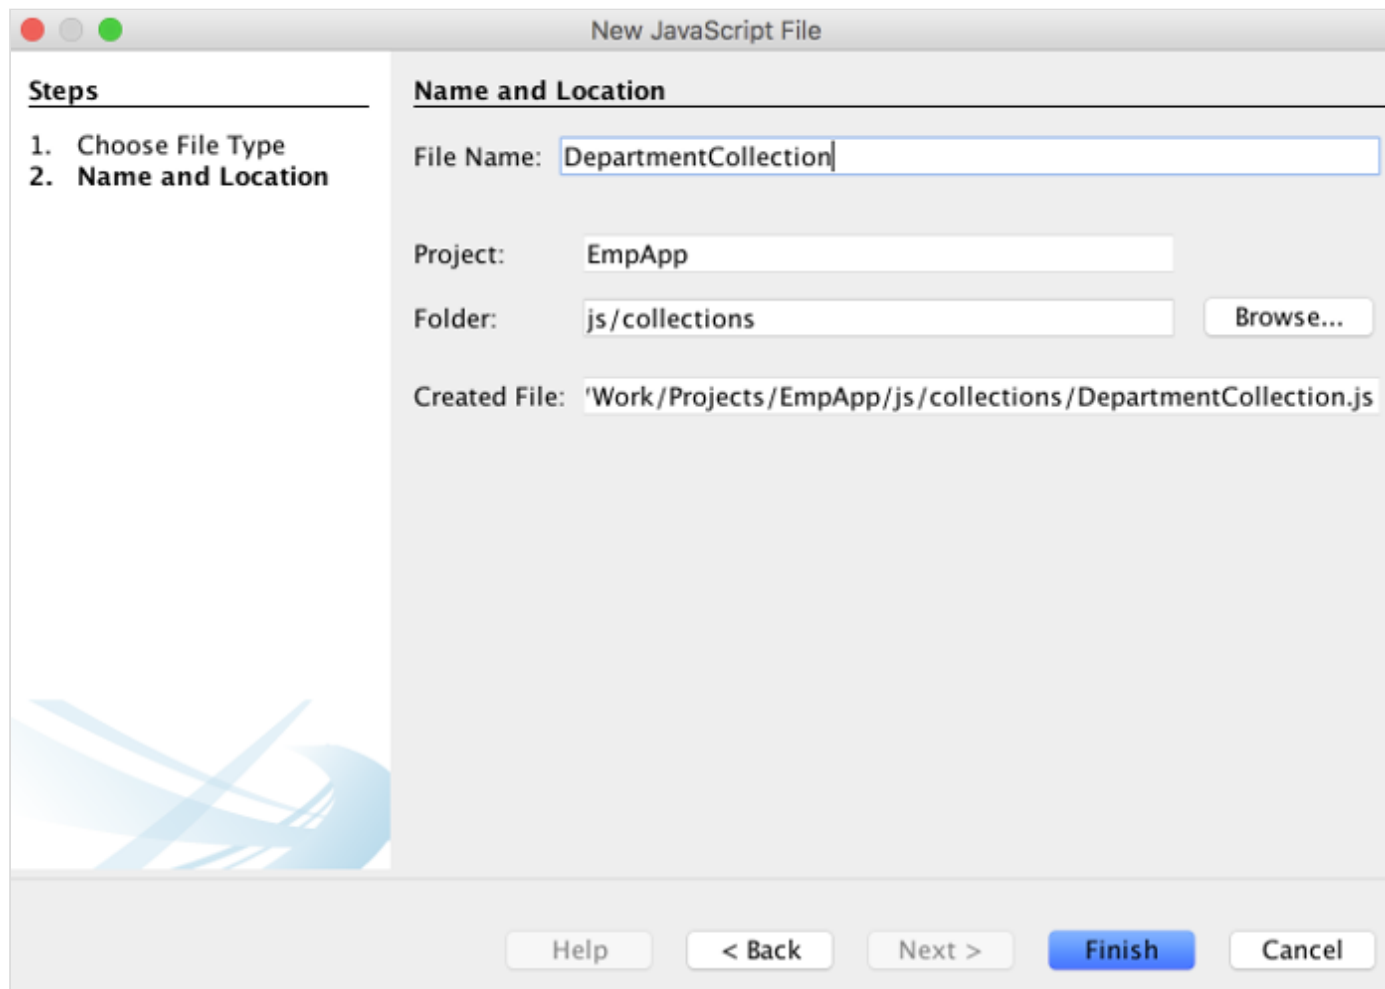 New JavaScript File
Steps
1. Choose File Type
2. Name and Location
Name and Location
File Name: DepartmentCollection
Project: EmpApp
Folder: js/collections Browse...
Created File: 'Work/Projects/EmpApp/js/collections/DepartmentCollection.js
Help < Back Next > Finish Cancel